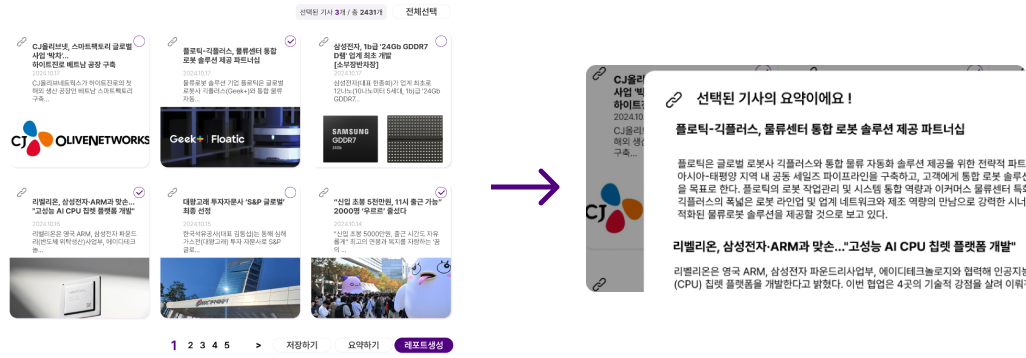 선택된 기사 3개 / 총 2431개
전체선택
CJ올리브넷, 스마트팩토리 글로벌
사업 '박차'...
하이트진로 베트남 공장 구축
2024.10.17
CJ올리브네트웍스가 하이트진로의 첫
해외 생산 공장인 베트남 스마트팩토리
구축...
CJ OLIVENETWORKS
플로틱-긱플러스, 물류센터 통합
로봇 솔루션 제공 파트너십
2024.10.17
물류로봇 솔루션 기업 플로틱은 글로벌
로봇사 긱플러스(Geek+)와 통합 물류
자동...
Geek+ | Floatic
삼성전자, 1b급 '24Gb GDDR7
D램' 업계 최초 개발
[소부장반차장]
2024.10.17
삼성전자(대표 한종희)가 업계 최초로
12나노(10나노미터 5세대, 1b)급 '24Gb
GDDR7...
SAMSUNG
GDDR7
리벨리온, 삼성전자·ARM과 맞손...
"고성능 AI CPU 칩렛 플랫폼 개발"
2024.10.15
리벨리온은 영국 ARM, 삼성전자 파운드
리(반도체 위탁생산)사업부, 에이디테크
놀...
대왕고래 투자자문사 'S&P 글로벌'
최종 선정
2024.10.15
한국석유공사(대표 김동섭)는 동해 심해
가스전(대왕고래) 투자 자문사로 S&P
글로...
"신입 초봉 5천만원, 11시 출근 가능"
2000명 '우르르' 줄섰다
2024.10.14
"신입 초봉 5000만원, 출근 시간도 자유
롭게" 최고의 연봉과 복지를 자랑하는 '꿈
의 ...
1 2 3 4 5 >
저장하기
요약하기
레포트생성
CJ올리
사업 '박
하이트진
2024.10
CJ올리브
해외 생산
구축...
CJ
선택된 기사의 요약이에요 !
플로틱-긱플러스, 물류센터 통합 로봇 솔루션 제공 파트너십
플로틱은 글로벌 로봇사 긱플러스와 통합 물류 자동화 솔루션 제공을 위한 전략적 파트
아시아-태평양 지역 내 공동 세일즈 파이프라인을 구축하고, 고객에게 통합 로봇 솔루션
을 목표로 한다. 플로틱의 로봇 작업관리 및 시스템 통합 역량과 이커머스 물류센터 특화
긱플러스의 폭넓은 로봇 라인업 및 업계 네트워크와 제조 역량의 만남으로 강력한 시너
적화된 물류로봇 솔루션을 제공할 것으로 보고 있다.
리벨리온, 삼성전자·ARM과 맞손..."고성능 AI CPU 칩렛 플랫폼 개발"
리벨리온은 영국 ARM, 삼성전자 파운드리사업부, 에이디테크놀로지와 협력해 인공지능
(CPU) 칩렛 플랫폼을 개발한다고 밝혔다. 이번 협업은 4곳의 기술적 강점을 살려 이뤄